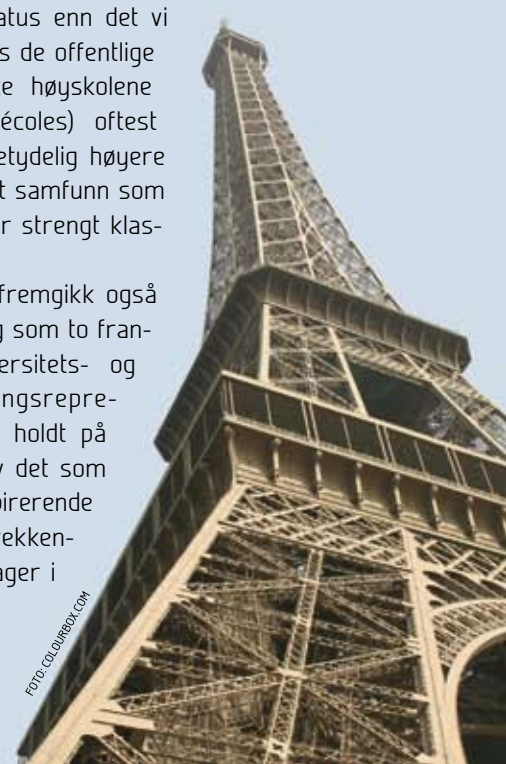 atus enn det vi
s de offentlige
e høyskolene
écoles) oftest
etydelig høyere
t samfunn som
r strengt klas-
fremgikk også
g som to fran-
ersitets- og
ngsrepre-
holdt på
v det som
pirerende
rekken-
ager i
FOTO: COLOURBOX.COM